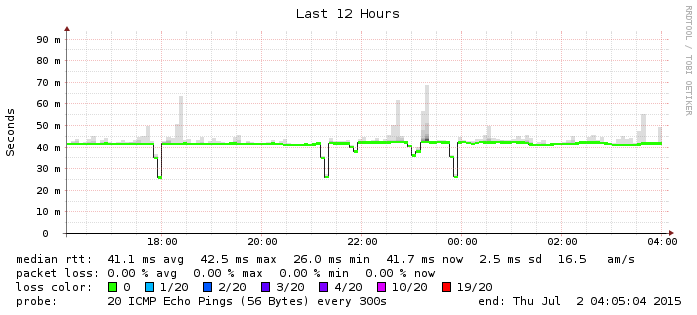 Last 12 Hours
RRDTOOL / TOBI OETIKER
Seconds
90 m
80 m
70 m
60 m
50 m
40 m
30 m
20 m
10 m
0
18:00 20:00 22:00 00:00 02:00 04:00
median rtt: 41.1 ms avg 42.5 ms max 26.0 ms min 41.7 ms now 2.5 ms sd 16.5 am/s
packet loss: 0.00 % avg 0.00 % max 0.00 % min 0.00 % now
loss color: 0 1/20 2/20 3/20 4/20 10/20 19/20
probe: 20 ICMP Echo Pings (56 Bytes) every 300s end: Thu Jul 2 04:05:04 2015